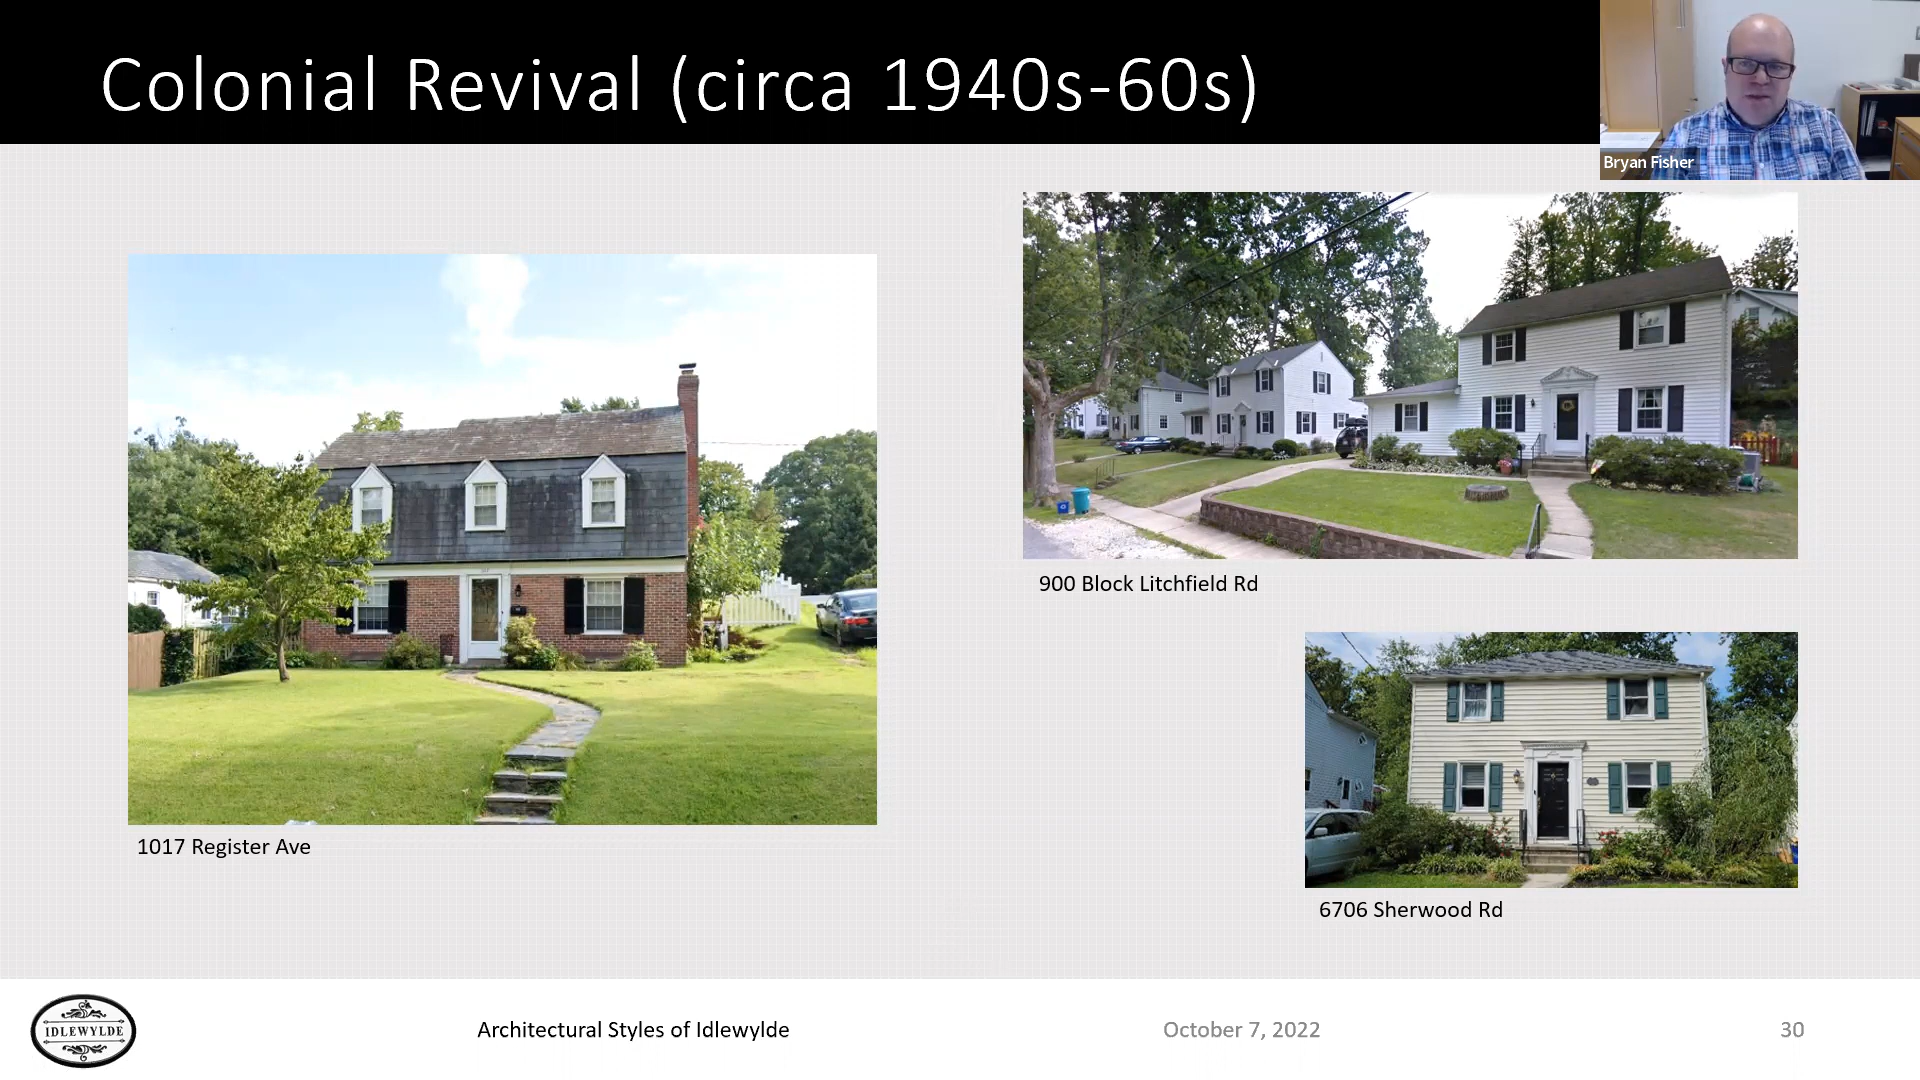 Colonial Revival (circa 1940s-60s)
Bryan Fisher
900 Block Litchfield Rd
1017 Register Ave
6706 Sherwood Rd
IDLEWYLDE
Architectural Styles of Idlewylde
October 7, 2022
30